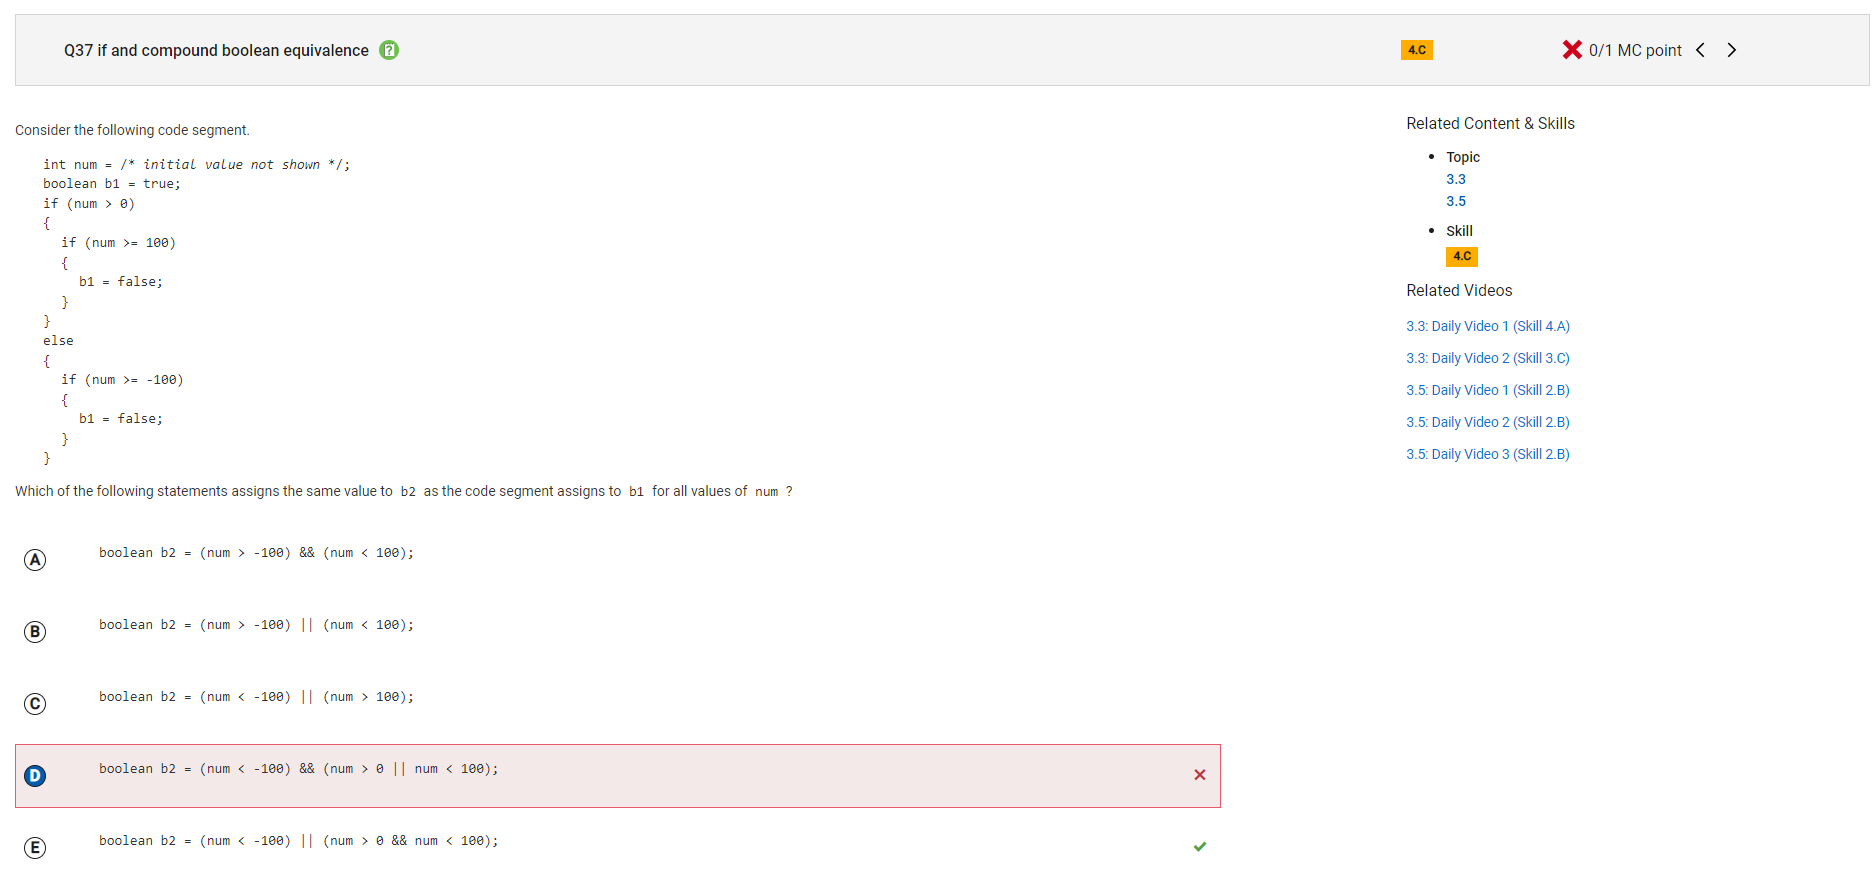 Q37 if and compound boolean equivalence
4.C
0/1 MC point
Consider the following code segment.
int num = /* initial value not shown */;
boolean b1 = true;
if (num > 0)
{
if (num >= 100)
{
b1 = false;
}
}
else
{
if (num >= -100)
{
b1 = false;
}
}
Which of the following statements assigns the same value to b2 as the code segment assigns to b1 for all values of num ?
A boolean b2 = (num > -100) && (num < 100);
B boolean b2 = (num > -100) || (num < 100);
C boolean b2 = (num < -100) || (num > 100);
D boolean b2 = (num < -100) && (num > 0 || num < 100);
E boolean b2 = (num < -100) || (num > 0 && num < 100);
Related Content & Skills
• Topic
3.3
3.5
• Skill
4.C
Related Videos
3.3: Daily Video 1 (Skill 4.A)
3.3: Daily Video 2 (Skill 3.C)
3.5: Daily Video 1 (Skill 2.B)
3.5: Daily Video 2 (Skill 2.B)
3.5: Daily Video 3 (Skill 2.B)